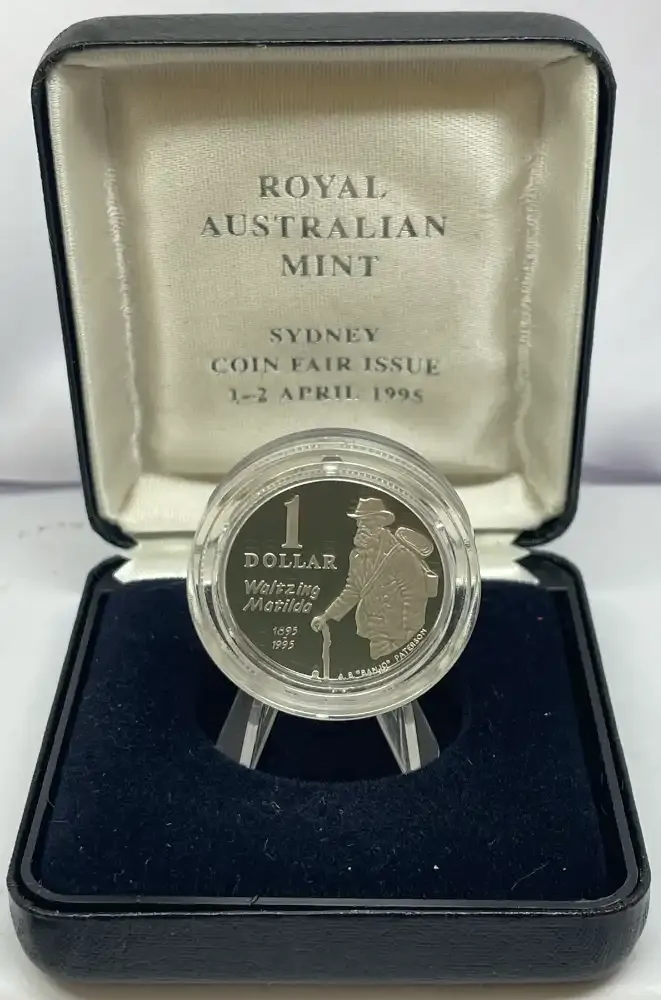 ROYAL
AUSTRALIAN
MINT
SYDNEY
COIN FAIR ISSUE
1-2 APRIL 1995
1
DOLLAR
Waltzing
Matilda
1895
1995
A.B. "BANJO" PATERSON